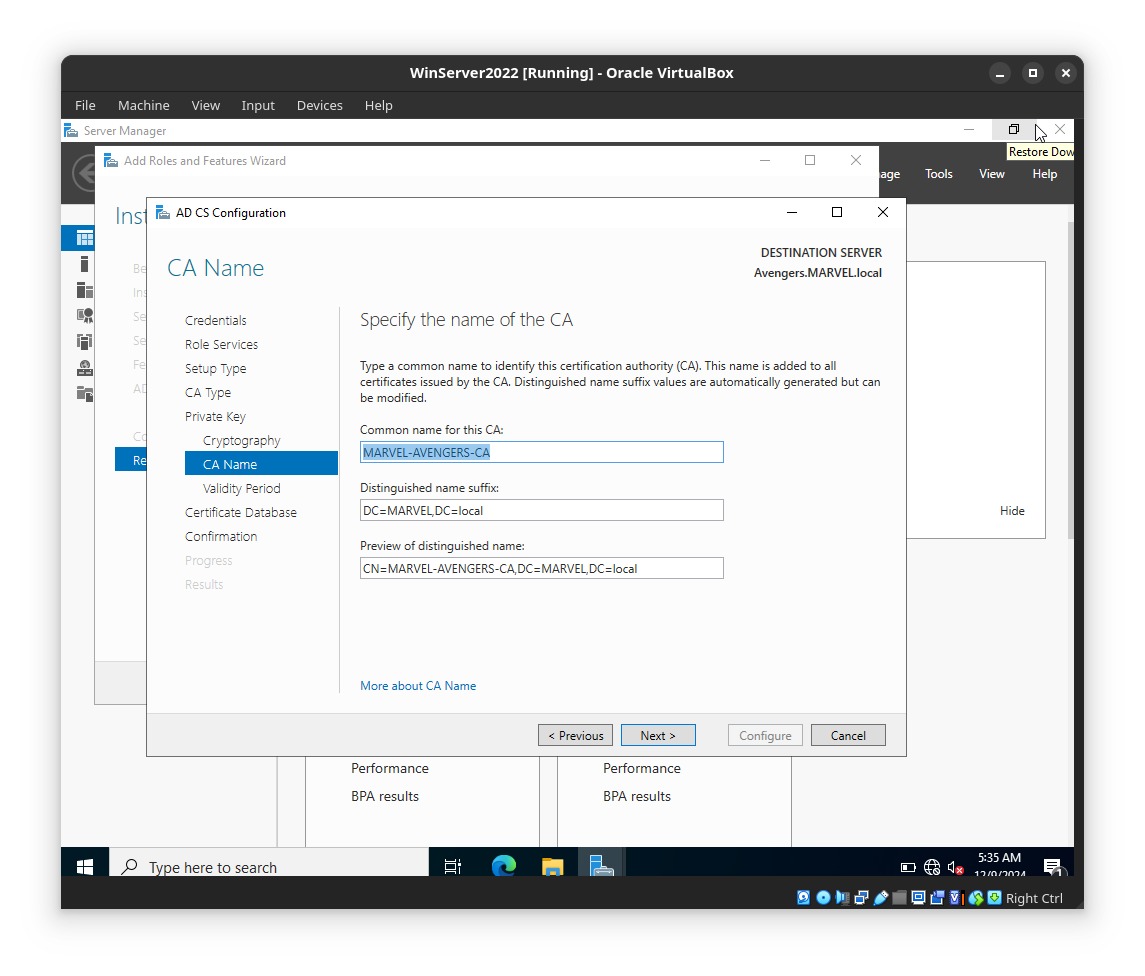 WinServer2022 [Running] - Oracle VirtualBox
File Machine View Input Devices Help
Server Manager
Restore Dow
Add Roles and Features Wizard
Tools View Help
Inst
AD CS Configuration
CA Name
DESTINATION SERVER
Avengers.MARVEL.local
Be
Ins
Se
Se
Fe
AD
Co
Re
Credentials
Role Services
Setup Type
CA Type
Private Key
Cryptography
CA Name
Validity Period
Certificate Database
Confirmation
Progress
Results
Specify the name of the CA
Type a common name to identify this certification authority (CA). This name is added to all
certificates issued by the CA. Distinguished name suffix values are automatically generated but can
be modified.
Common name for this CA:
MARVEL-AVENGERS-CA
Distinguished name suffix:
DC=MARVEL,DC=local
Preview of distinguished name:
CN=MARVEL-AVENGERS-CA,DC=MARVEL,DC=local
More about CA Name
Hide
< Previous
Next >
Configure
Cancel
Performance
BPA results
Performance
BPA results
Type here to search
5:35 AM
12/9/2024
1
Right Ctrl